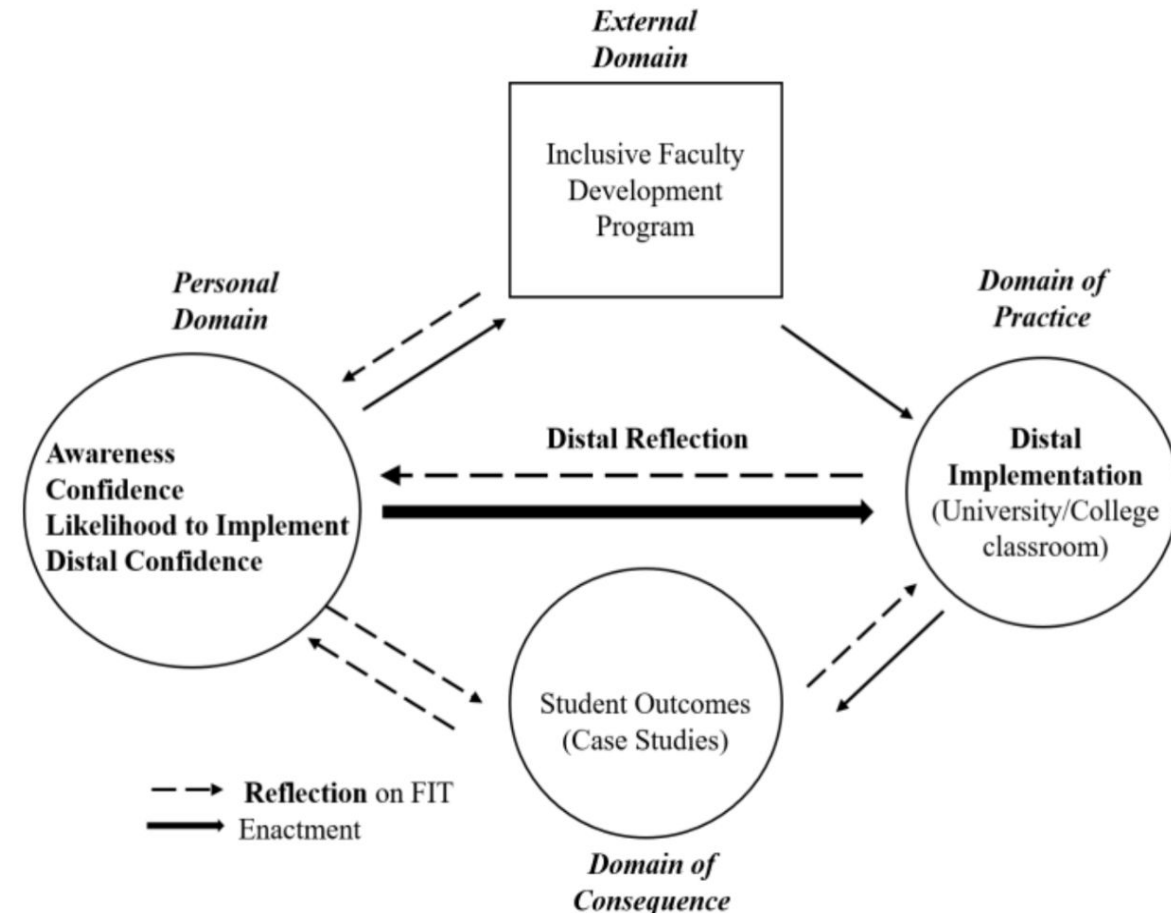 External
Domain
Inclusive Faculty
Development
Program
Personal
Domain
Domain of
Practice
Awareness
Confidence
Likelihood to Implement
Distal Confidence
Distal Reflection
Distal
Implementation
(University/College
classroom)
Student Outcomes
(Case Studies)
Reflection on FIT
Enactment
Domain of
Consequence